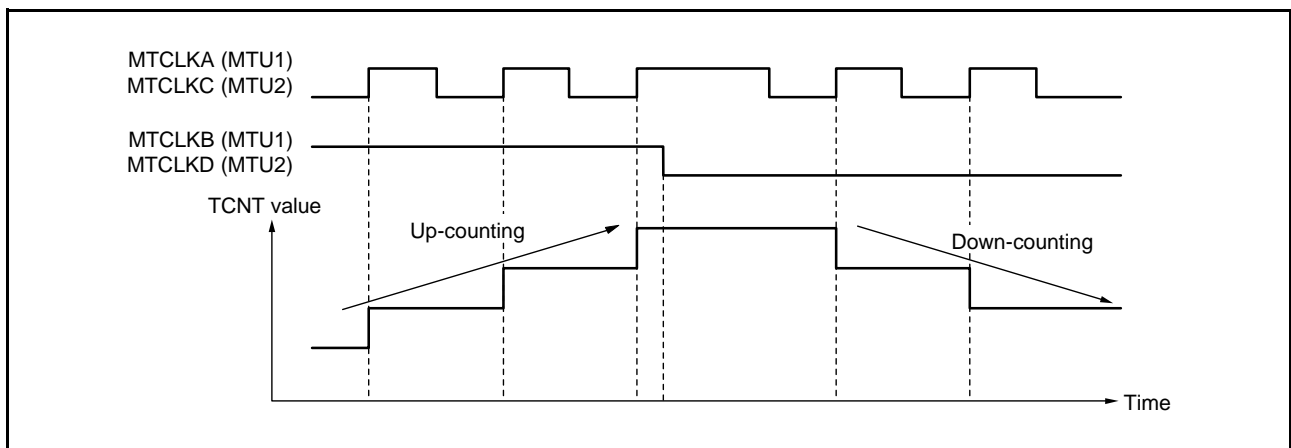 MTCLKA (MTU1)
MTCLKC (MTU2)
MTCLKB (MTU1)
MTCLKD (MTU2)
TCNT value
Up-counting
Down-counting
Time